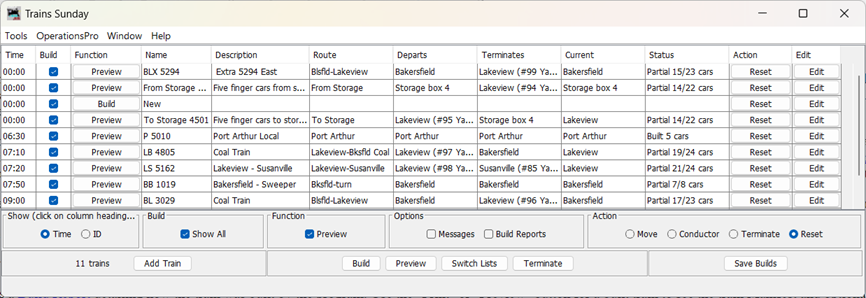 Trains Sunday
Tools OperationsPro Window Help
Time Build Function Name Description Route Departs Terminates Current Status Action Edit
00:00 Preview BLX 5294 Extra 5294 East Blsfld-Lakeview Bakersfield Lakeview (#99 Ya... Bakersfield Partial 15/23 cars Reset Edit
00:00 Preview From Storage ... Five finger cars from s... From Storage Storage box 4 Lakeview (#94 Ya... Storage box 4 Partial 14/22 cars Reset Edit
00:00 Build New Reset Edit
00:00 Preview To Storage 4501 Five finger cars to stor... To Storage Lakeview (#95 Ya... Storage box 4 Lakeview Partial 14/22 cars Reset Edit
06:30 Preview P 5010 Port Arthur Local Port Arthur Port Arthur Port Arthur Port Arthur Built 5 cars Reset Edit
07:10 Preview LB 4805 Coal Train Lakeview-Bksfld Coal Lakeview (#97 Ya... Bakersfield Lakeview Partial 19/24 cars Reset Edit
07:20 Preview LS 5162 Lakeview - Susanville Lakeview-Susanville Lakeview (#98 Ya... Susanville (#85 Yar... Lakeview Partial 21/24 cars Reset Edit
07:50 Preview BB 1019 Bakersfield - Sweeper Bksfld-turn Bakersfield Bakersfield Bakersfield Partial 7/8 cars Reset Edit
09:00 Preview BL 3029 Coal Train Blsfld-Lakeview Bakersfield Lakeview (#96 Ya... Bakersfield Partial 17/23 cars Reset Edit
Show (click on column heading... Build Function Options Action
Time ID Show All Preview Messages Build Reports Move Conductor Terminate Reset
11 trains Add Train Build Preview Switch Lists Terminate Save Builds